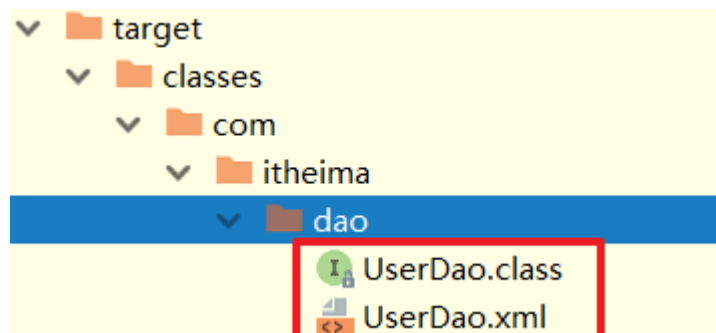 target
classes
com
itheima
dao
UserDao.class
UserDao.xml